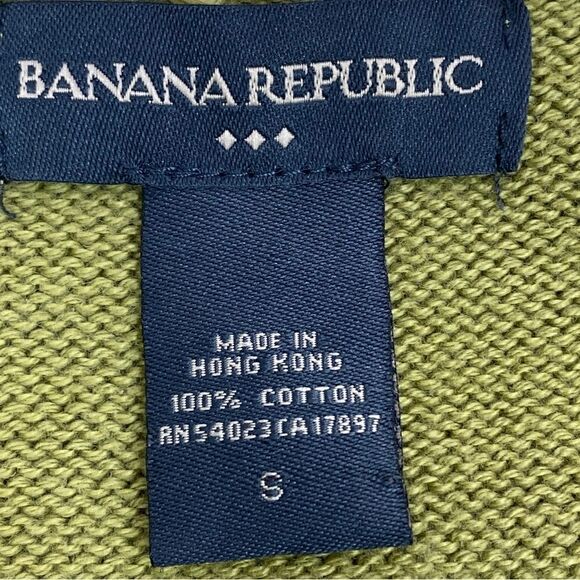 BANANA REPUBLIC
MADE IN
HONG KONG
100% COTTON
RN54023CA17897
S